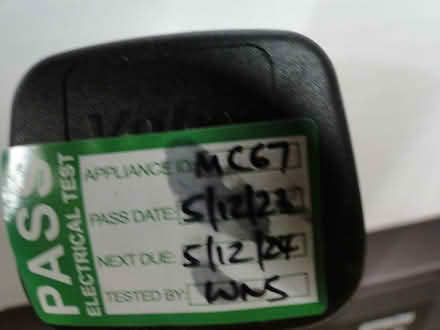 PASS
ELECTRICAL TEST
APPLIANCE ID: MC67
PASS DATE: 5/12/23
NEXT DUE: 5/12/24
TESTED BY: WNS